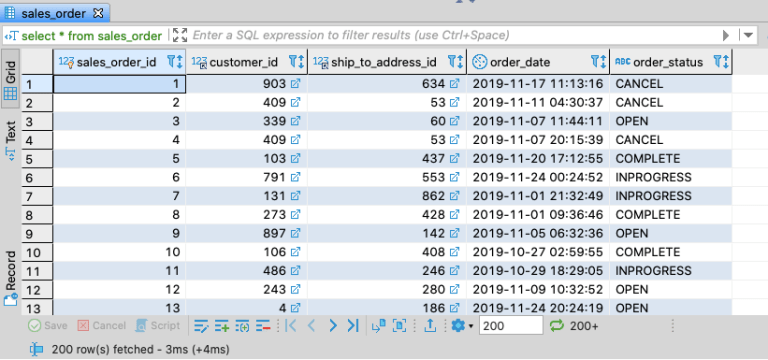 sales_order
select * from sales_order Enter a SQL expression to filter results (use Ctrl+Space)
Grid
Text
Record
123 sales_order_id 123 customer_id 123 ship_to_address_id order_date ABC order_status
1 1 903 634 2019-11-17 11:13:16 CANCEL
2 2 409 53 2019-11-11 04:30:37 CANCEL
3 3 339 60 2019-11-07 11:44:11 OPEN
4 4 409 53 2019-11-07 20:15:39 CANCEL
5 5 103 437 2019-11-20 17:12:55 COMPLETE
6 6 791 553 2019-11-24 00:24:52 INPROGRESS
7 7 131 862 2019-11-01 21:32:49 INPROGRESS
8 8 273 428 2019-11-01 09:36:46 COMPLETE
9 9 897 142 2019-11-05 06:32:36 OPEN
10 10 106 408 2019-10-27 02:59:55 COMPLETE
11 11 486 246 2019-10-29 18:29:05 INPROGRESS
12 12 243 280 2019-11-09 10:32:52 OPEN
13 13 4 186 2019-11-24 20:24:19 OPEN
Save Cancel Script 200 200+
200 row(s) fetched - 3ms (+4ms)